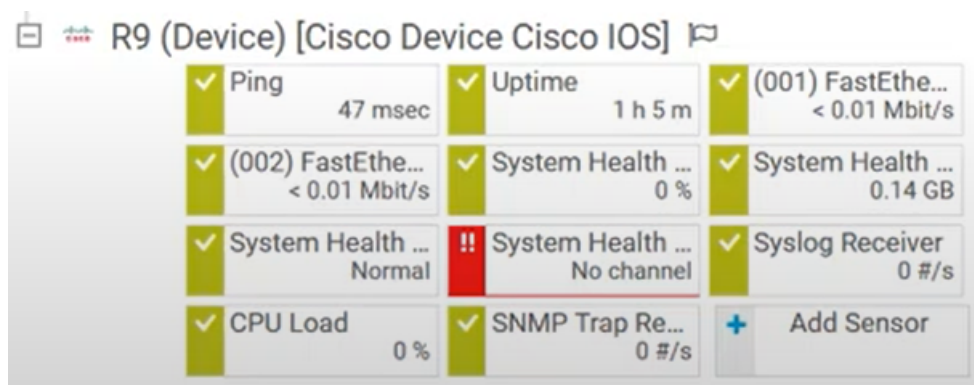 R9 (Device) [Cisco Device Cisco IOS]
Ping
47 msec
Uptime
1 h 5 m
(001) FastEthe...
< 0.01 Mbit/s
(002) FastEthe...
< 0.01 Mbit/s
System Health ...
0 %
System Health ...
0.14 GB
System Health ...
Normal
System Health ...
No channel
Syslog Receiver
0 #/s
CPU Load
0 %
SNMP Trap Re...
0 #/s
Add Sensor